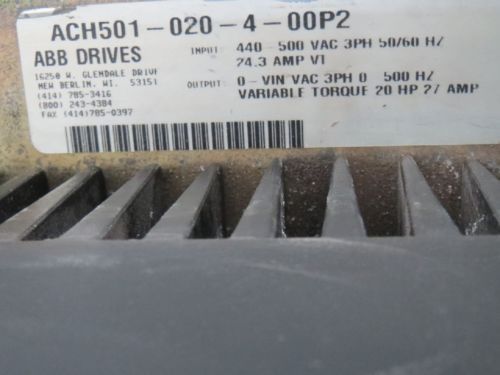 ACH501-020-4-00P2
ABB DRIVES
16250 W. GLENDALE DRIVE
NEW BERLIN, WI. 53151
(414) 785-3416
(800) 243-4384
FAX (414)785-0397
INPUT: 440-500 VAC 3PH 50/60 HZ
24.3 AMP VT
OUTPUT: 0-VIN VAC 3PH 0 500 HZ
VARIABLE TORQUE 20 HP 27 AMP